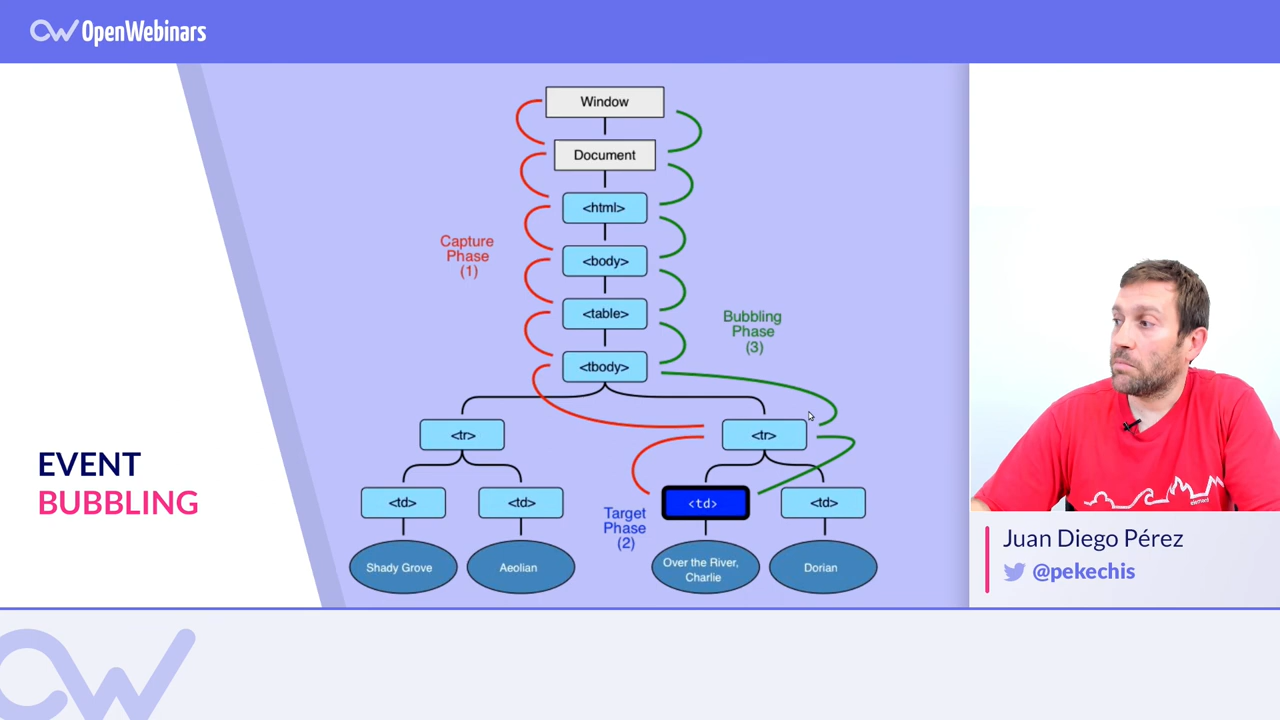 OpenWebinars
Window
Document
<html>
Capture
Phase
(1)
<body>
<table>
Bubbling
Phase
(3)
<tbody>
<tr>
<tr>
EVENT
BUBBLING
<td>
<td>
<td>
<td>
Target
Phase
(2)
Shady Grove
Aeolian
Over the River,
Charlie
Dorian
Juan Diego Pérez
@pekechis